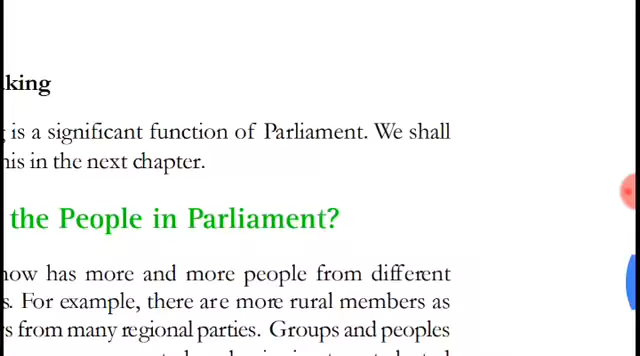 king
is a significant function of Parliament. We shall
his in the next chapter.
the People in Parliament?
now has more and more people from different
s. For example, there are more rural members as
s from many regional parties. Groups and peoples